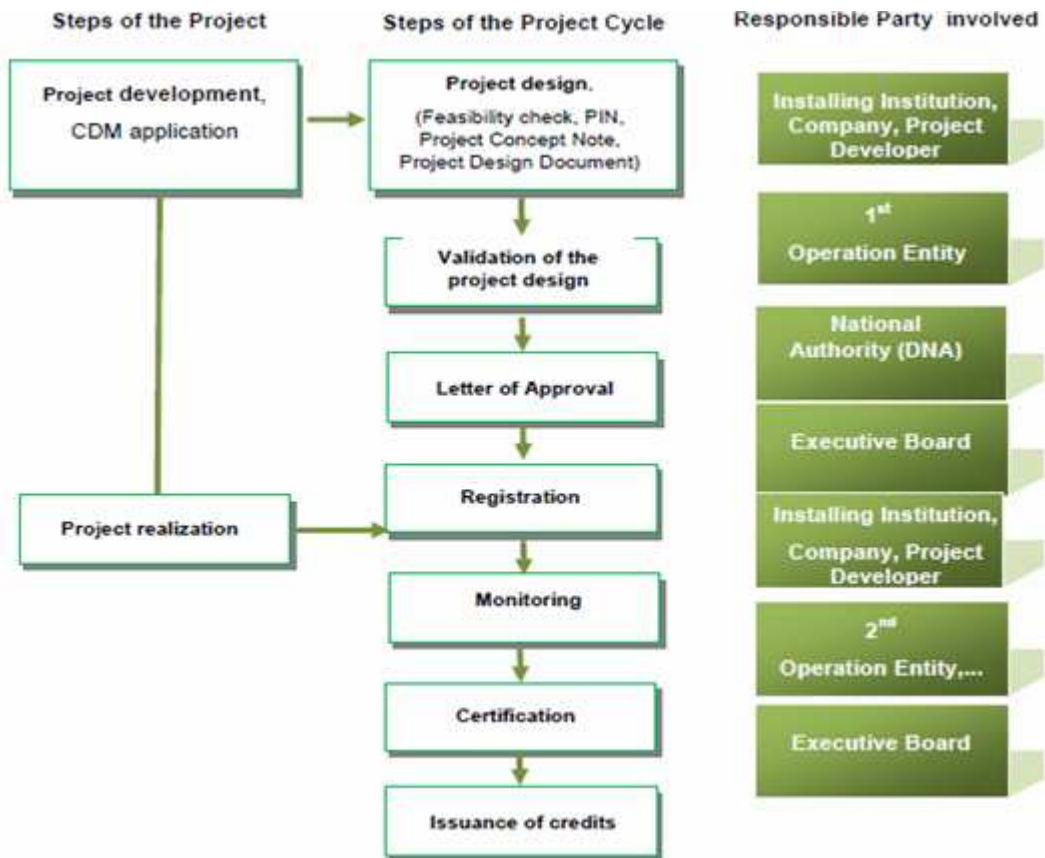 Steps of the Project
Steps of the Project Cycle
Responsible Party involved
Project development,
CDM application
Project design,
(Feasibility check, PIN,
Project Concept Note,
Project Design Document)
Installing Institution,
Company, Project
Developer
Validation of the
project design
1st
Operation Entity
Letter of Approval
National
Authority (DNA)
Project realization
Registration
Executive Board
Monitoring
Installing Institution,
Company, Project
Developer
Certification
2nd
Operation Entity,...
Issuance of credits
Executive Board